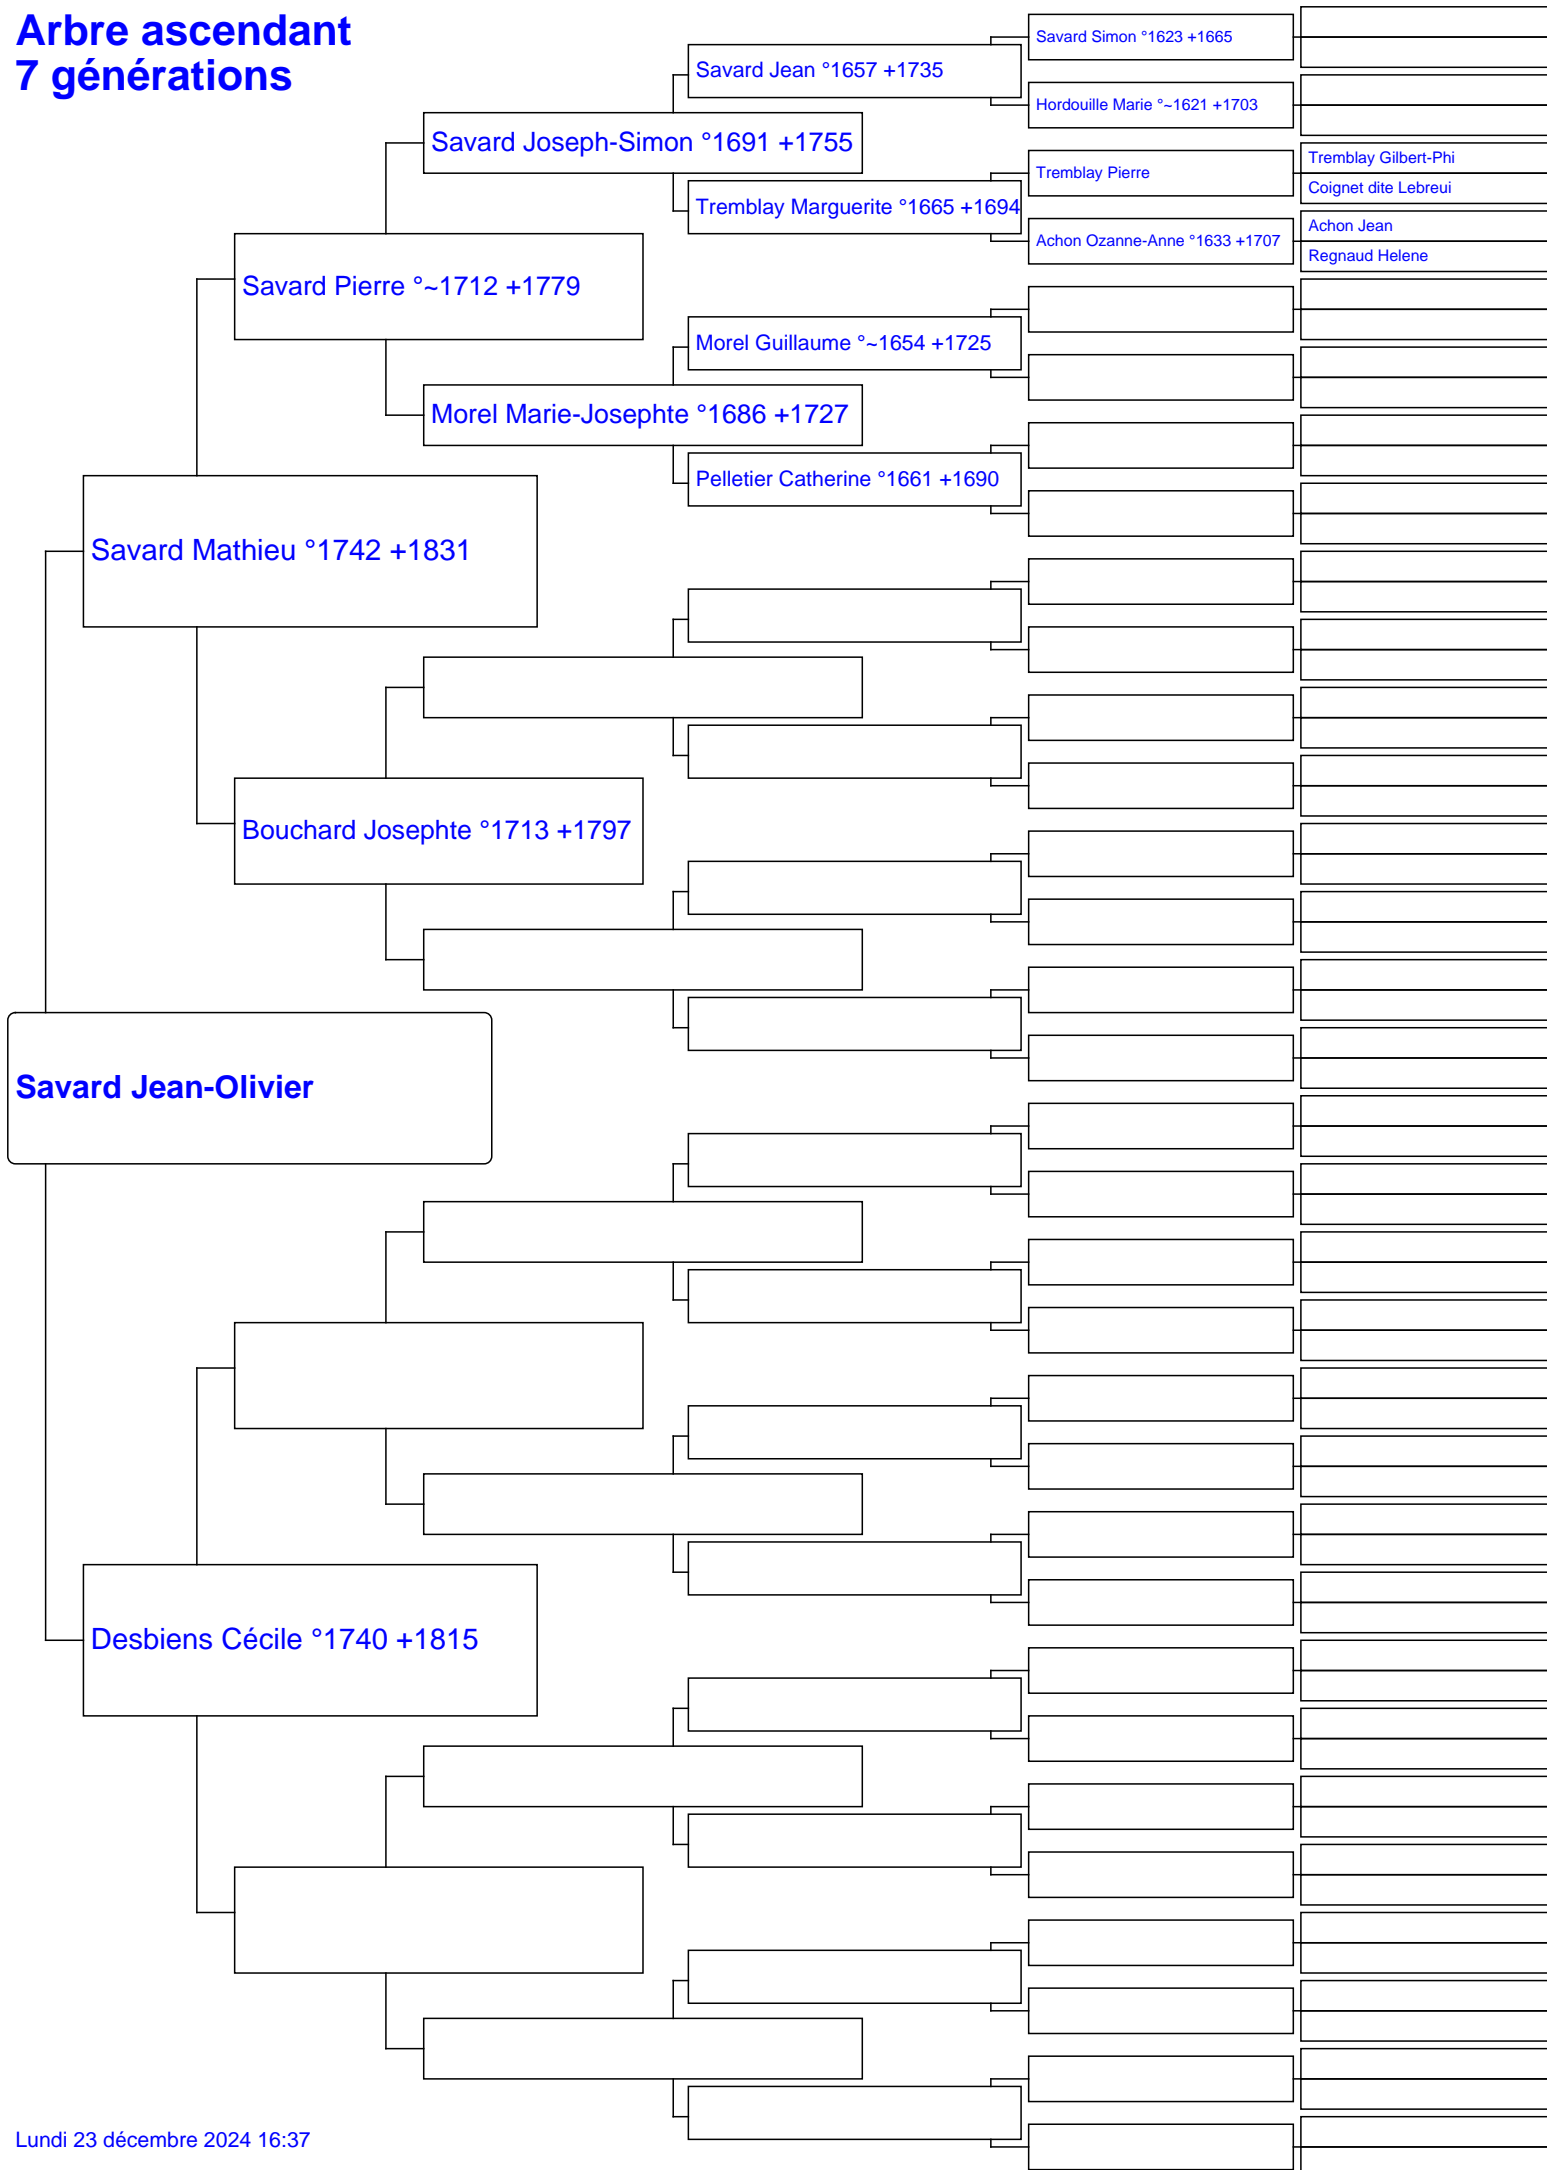 Arbre ascendant
7 générations
Savard Simon °1623 +1665
Savard Jean °1657 +1735
Hordouille Marie °~1621 +1703
Savard Joseph-Simon °1691 +1755
Tremblay Gilbert-Phi
Tremblay Pierre
Coignet dite Lebreui
Tremblay Marguerite °1665 +1694
Achon Jean
Achon Ozanne-Anne °1633 +1707
Regnaud Helene
Savard Pierre °~1712 +1779
Morel Guillaume °~1654 +1725
Morel Marie-Josephte °1686 +1727
Pelletier Catherine °1661 +1690
Savard Mathieu °1742 +1831
Bouchard Josephte °1713 +1797
Savard Jean-Olivier
Desbiens Cécile °1740 +1815
Lundi 23 décembre 2024 16:37